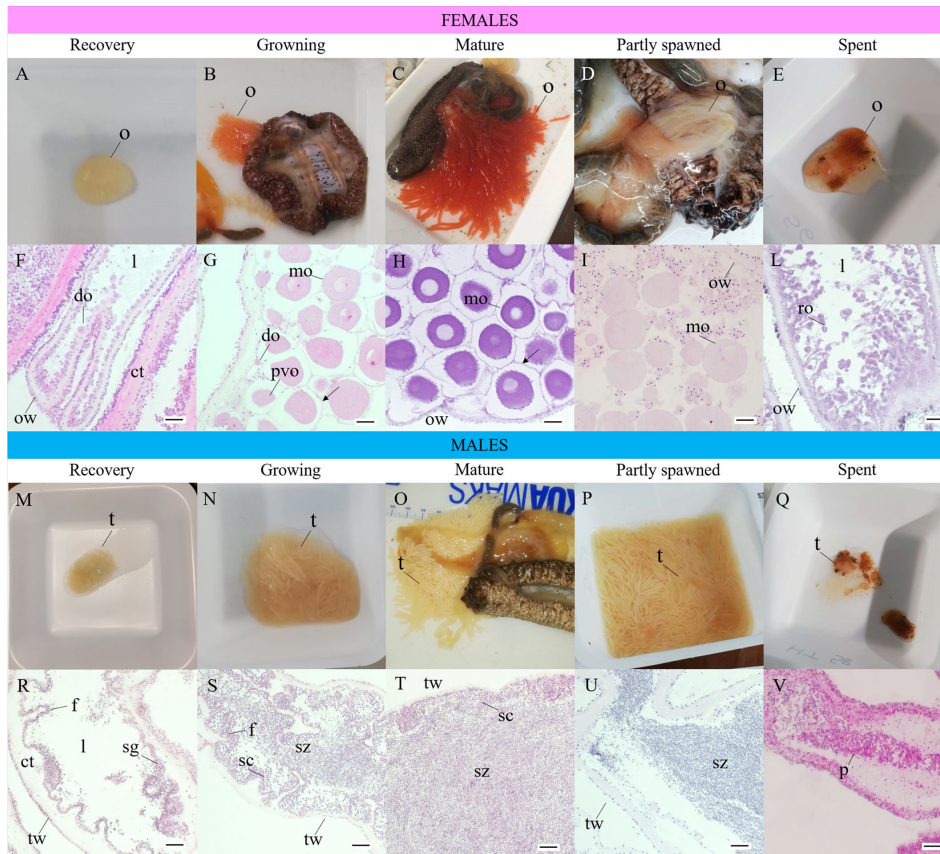 FEMALES
Recovery Growning Mature Partly spawned Spent
A B C D E
o o o o o
F G H I L
l mo ow l
do mo ro
do mo
ct pvo
ow ow ow
MALES
Recovery Growing Mature Partly spawned Spent
M N O P Q
KUAMAKS
t t t t t
R S T U V
tw
f sc
l sg f sz
ct sc sz sz p
tw tw tw